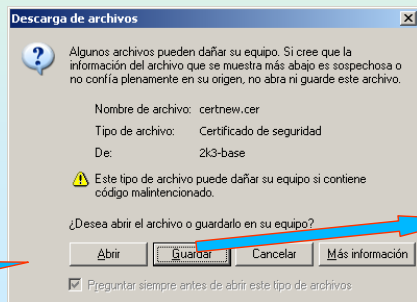 Descarga de archivos
Algunos archivos pueden dañar su equipo. Si cree que la
información del archivo que se muestra más abajo es sospechosa o
no confía plenamente en su origen, no abra ni guarde este archivo.
Nombre de archivo: certnew.cer
Tipo de archivo: Certificado de seguridad
De: 2k3-base
Este tipo de archivo puede dañar su equipo si contiene
código malintencionado.
¿Desea abrir el archivo o guardarlo en su equipo?
Abrir Guardar Cancelar Más información
Preguntar siempre antes de abrir este tipo de archivos